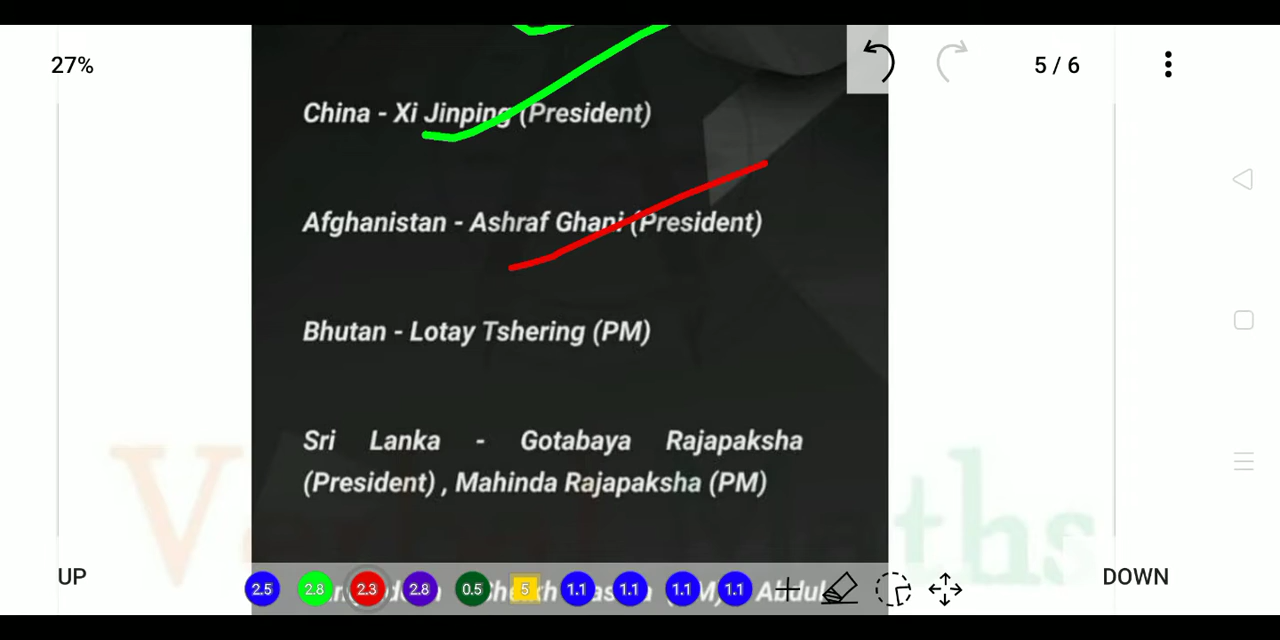 27%
5 / 6
China - Xi Jinping (President)
Afghanistan - Ashraf Ghani (President)
Bhutan - Lotay Tshering (PM)
Sri Lanka - Gotabaya Rajapaksha
(President) , Mahinda Rajapaksha (PM)
UP
DOWN
2.5 2.8 2.3 2.8 0.5 5 1.1 1.1 1.1 1.1